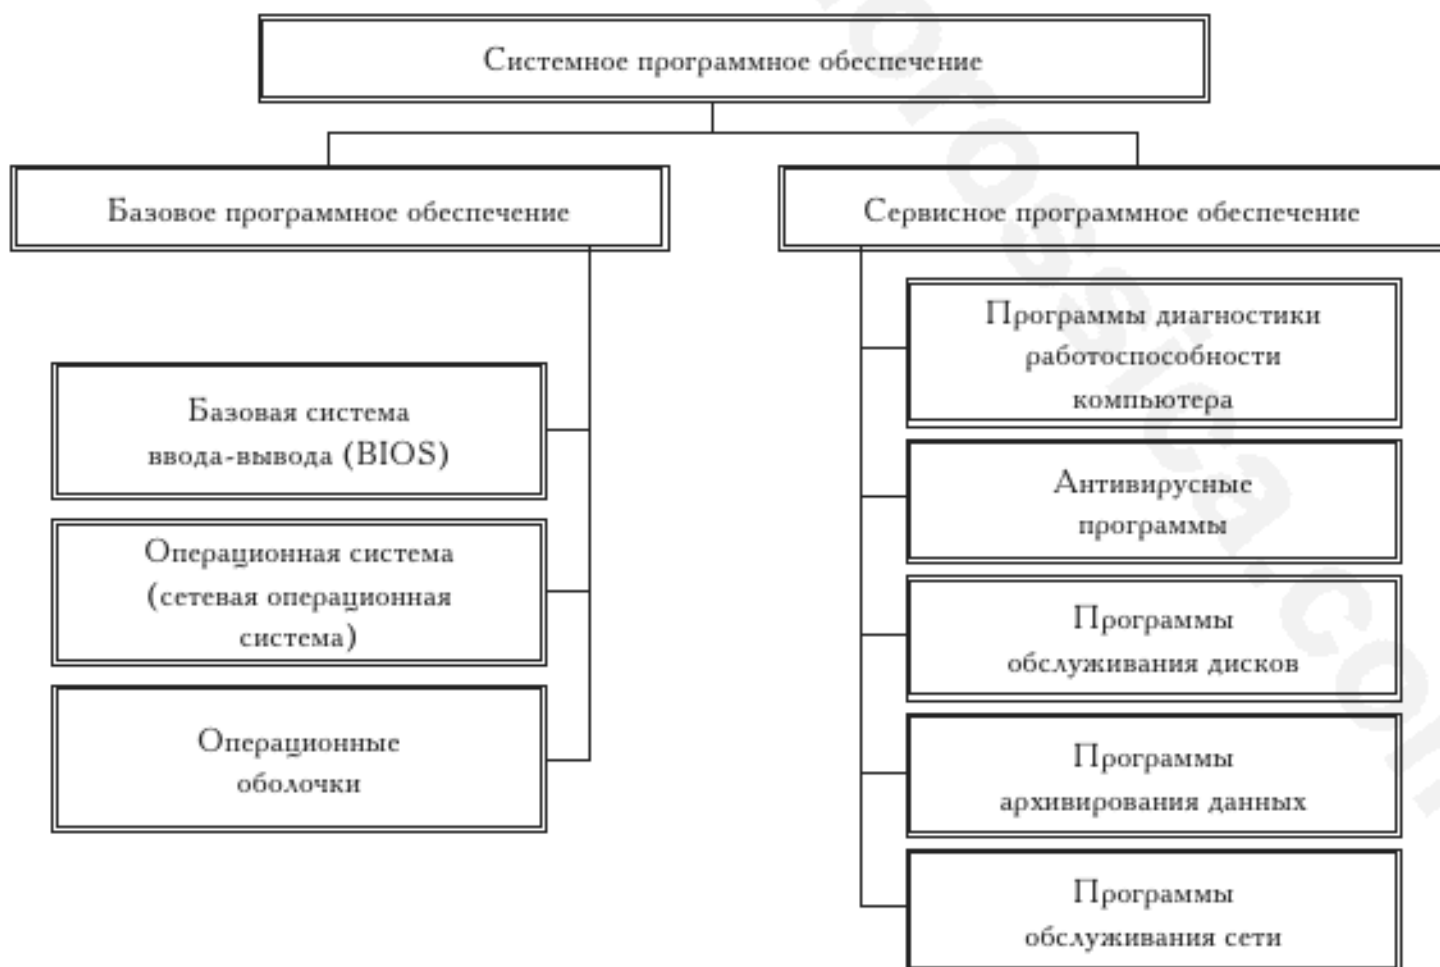 Системное программное обеспечение
Базовое программное обеспечение
Сервисное программное обеспечение
Базовая система
ввода-вывода (BIOS)
Операционная система
(сетевая операционная
система)
Операционные
оболочки
Программы диагностики
работоспособности
компьютера
Антивирусные
программы
Программы
обслуживания дисков
Программы
архивирования данных
Программы
обслуживания сети